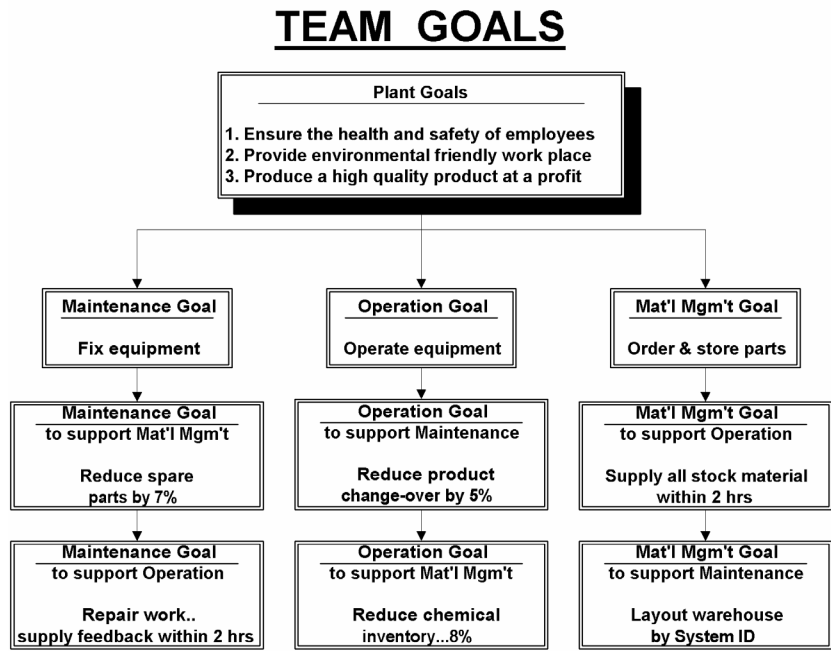 TEAM GOALS
Plant Goals
1. Ensure the health and safety of employees
2. Provide environmental friendly work place
3. Produce a high quality product at a profit
Maintenance Goal
Fix equipment
Operation Goal
Operate equipment
Mat'l Mgm't Goal
Order & store parts
Maintenance Goal
to support Mat'l Mgm't
Reduce spare
parts by 7%
Operation Goal
to support Maintenance
Reduce product
change-over by 5%
Mat'l Mgm't Goal
to support Operation
Supply all stock material
within 2 hrs
Maintenance Goal
to support Operation
Repair work..
supply feedback within 2 hrs
Operation Goal
to support Mat'l Mgm't
Reduce chemical
inventory...8%
Mat'l Mgm't Goal
to support Maintenance
Layout warehouse
by System ID